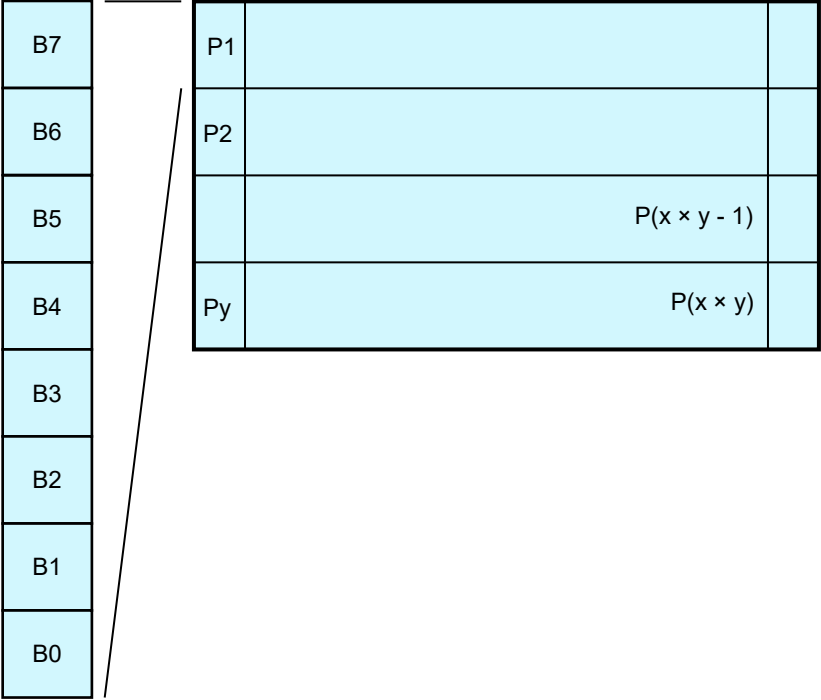 B7
B6
B5
B4
B3
B2
B1
B0
P1
P2
P(x × y - 1)
Py P(x × y)